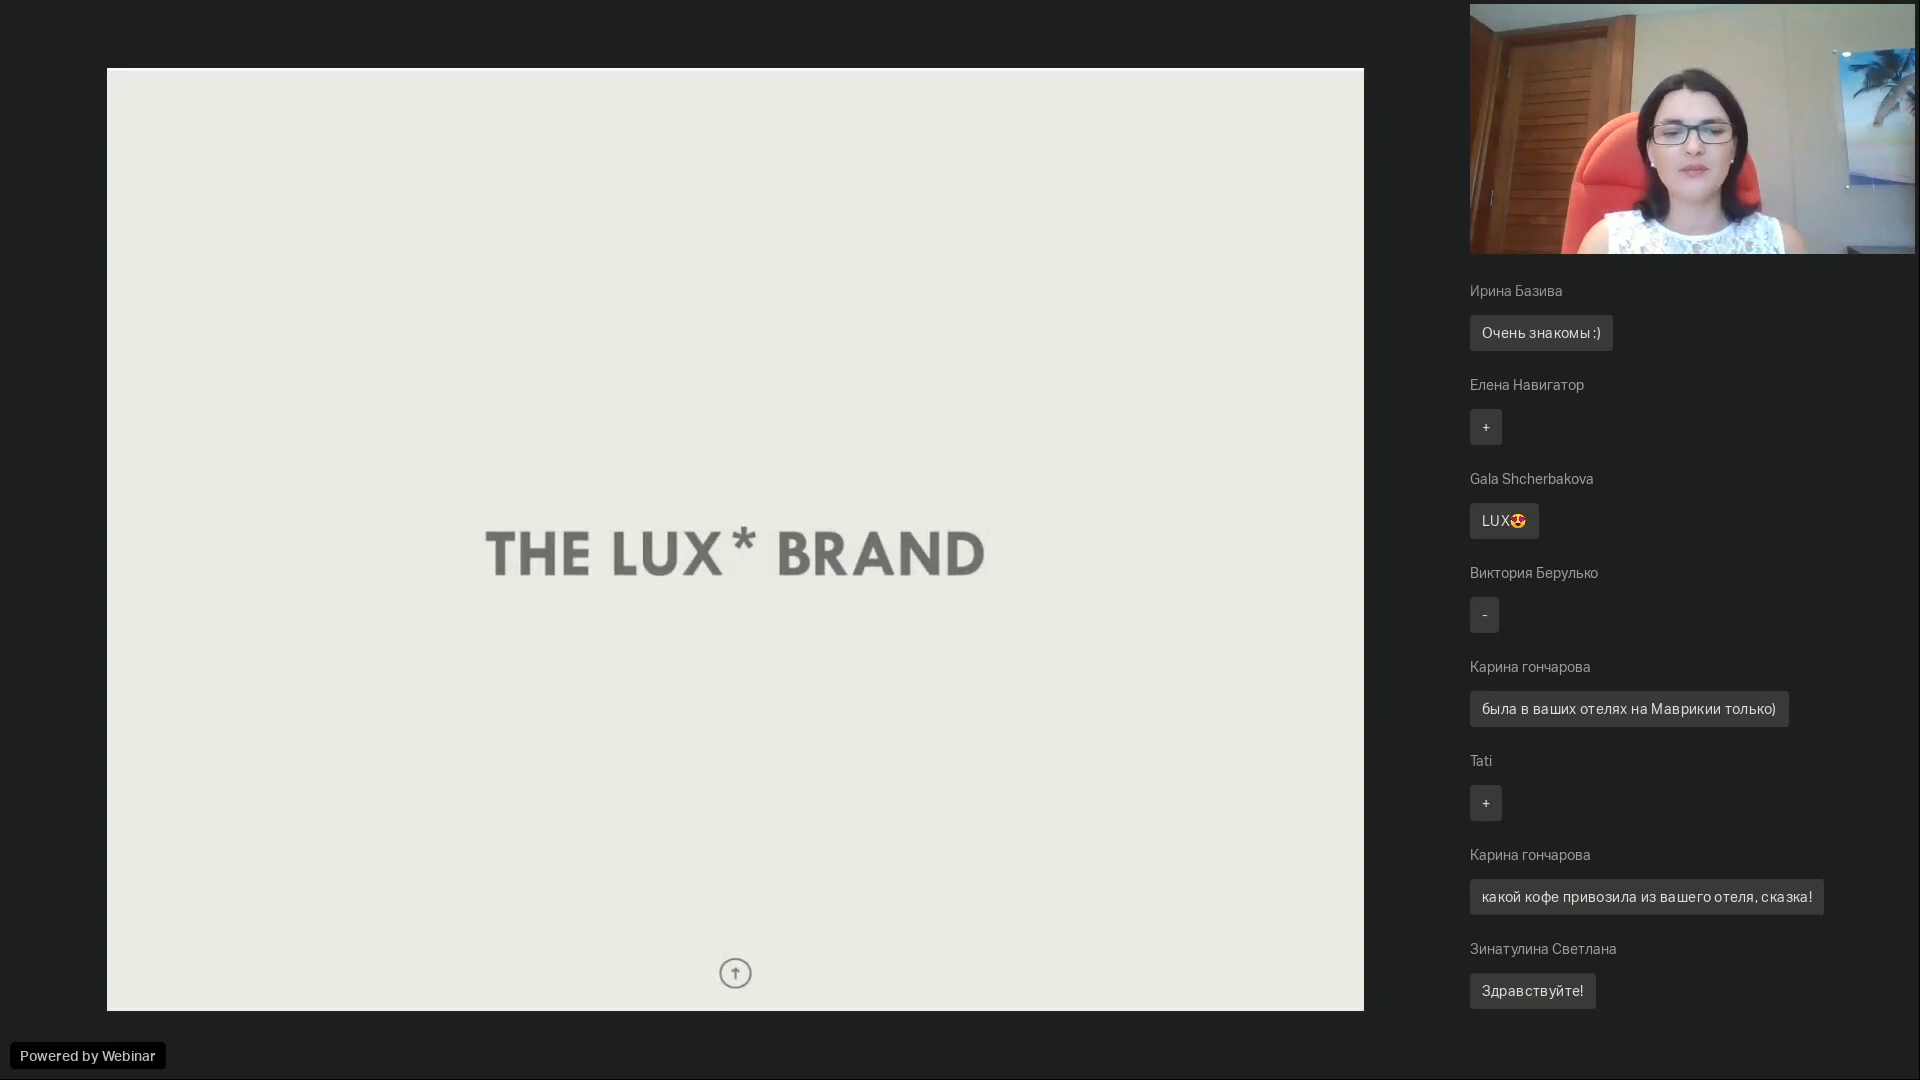 THE LUX* BRAND
Ирина Базива
Очень знакомы :)
Елена Навигатор
+
Gala Shcherbakova
LUX😍
Виктория Берулько
-
Карина гончарова
была в ваших отелях на Маврикии только)
Tati
+
Карина гончарова
какой кофе привозила из вашего отеля, сказка!
Зинатулина Светлана
Здравствуйте!
Powered by Webinar